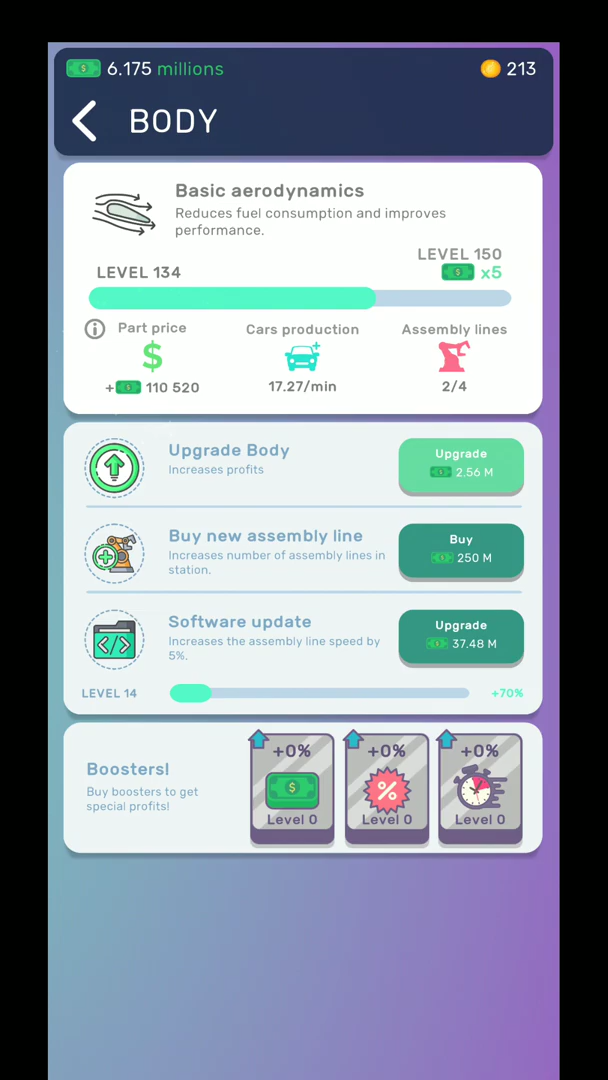 6.175 millions
213
BODY
Basic aerodynamics
Reduces fuel consumption and improves
performance.
LEVEL 150
LEVEL 134
x5
Part price
Cars production
Assembly lines
$
+ 110 520
17.27/min
2/4
Upgrade Body
Increases profits
Upgrade
2.56 M
Buy new assembly line
Increases number of assembly lines in
station.
Buy
250 M
Software update
Increases the assembly line speed by
5%.
Upgrade
37.48 M
LEVEL 14
+70%
Boosters!
Buy boosters to get
special profits!
+0%
Level 0
+0%
%
Level 0
+0%
Level 0